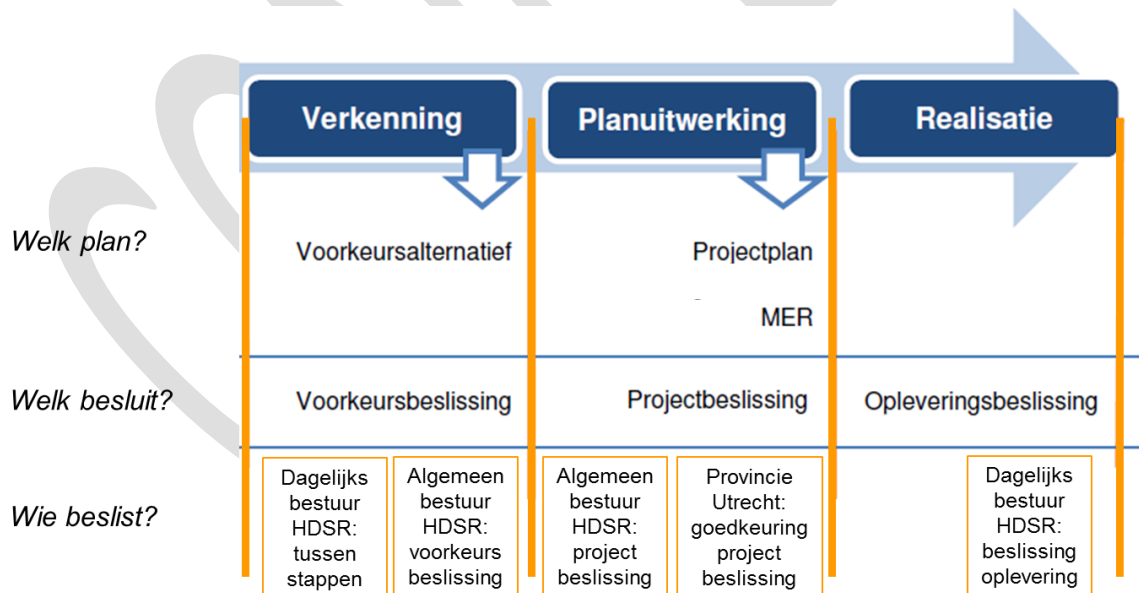 Verkenning
Planuitwerking
Realisatie
Welk plan?
Voorkeursalternatief
Projectplan
MER
Welk besluit?
Voorkeursbeslissing
Projectbeslissing
Opleveringsbeslissing
Wie beslist?
Dagelijks
bestuur
HDSR:
tussen
stappen
Algemeen
bestuur
HDSR:
voorkeurs
beslissing
Algemeen
bestuur
HDSR:
project
beslissing
Provincie
Utrecht:
goedkeuring
project
beslissing
Dagelijks
bestuur
HDSR:
beslissing
oplevering